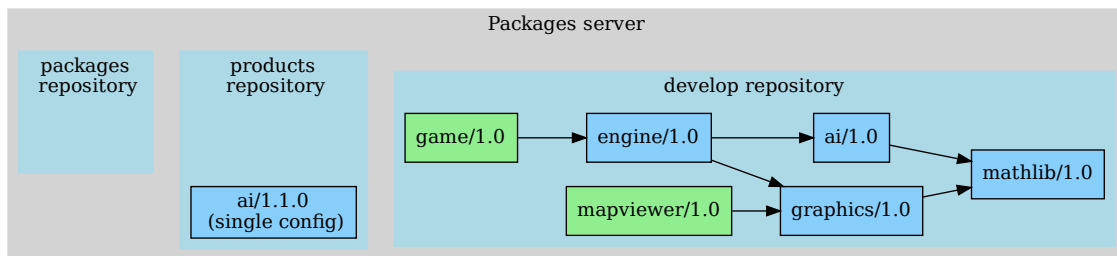 Packages server
packages
repository
products
repository
ai/1.1.0
(single config)
develop repository
game/1.0
engine/1.0
ai/1.0
mathlib/1.0
mapviewer/1.0
graphics/1.0